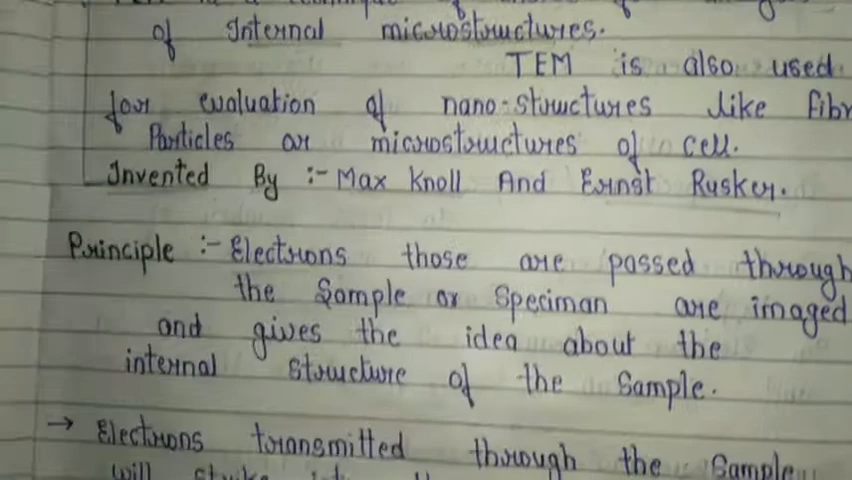 of Internal microstructures.
TEM is also used
for evaluation of nano-structures like fibr
Particles or microstructures of cell.
Invented By :- Max Knoll And Ernst Rusker.
Principle :- Electrons those are passed through
the Sample or Speciman are imaged
and gives the idea about the
internal structure of the Sample.
→ Electrons transmitted through the Sample
will